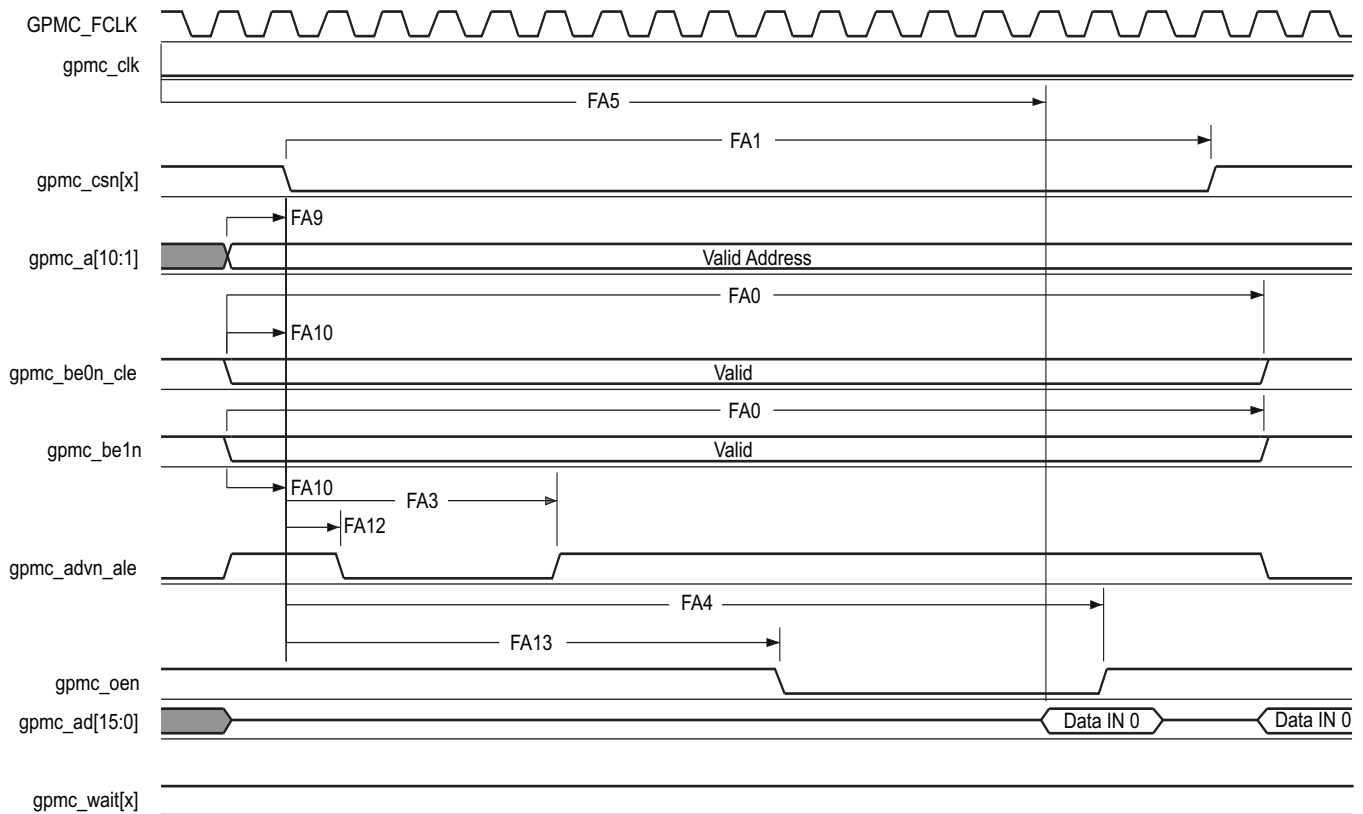 GPMC_FCLK
gpmc_clk
FA5
FA1
gpmc_csn[x]
FA9
gpmc_a[10:1]
Valid Address
FA0
FA10
gpmc_be0n_cle
Valid
FA0
gpmc_be1n
Valid
FA10
FA3
FA12
gpmc_advn_ale
FA4
FA13
gpmc_oen
gpmc_ad[15:0]
Data IN 0
Data IN 0
gpmc_wait[x]